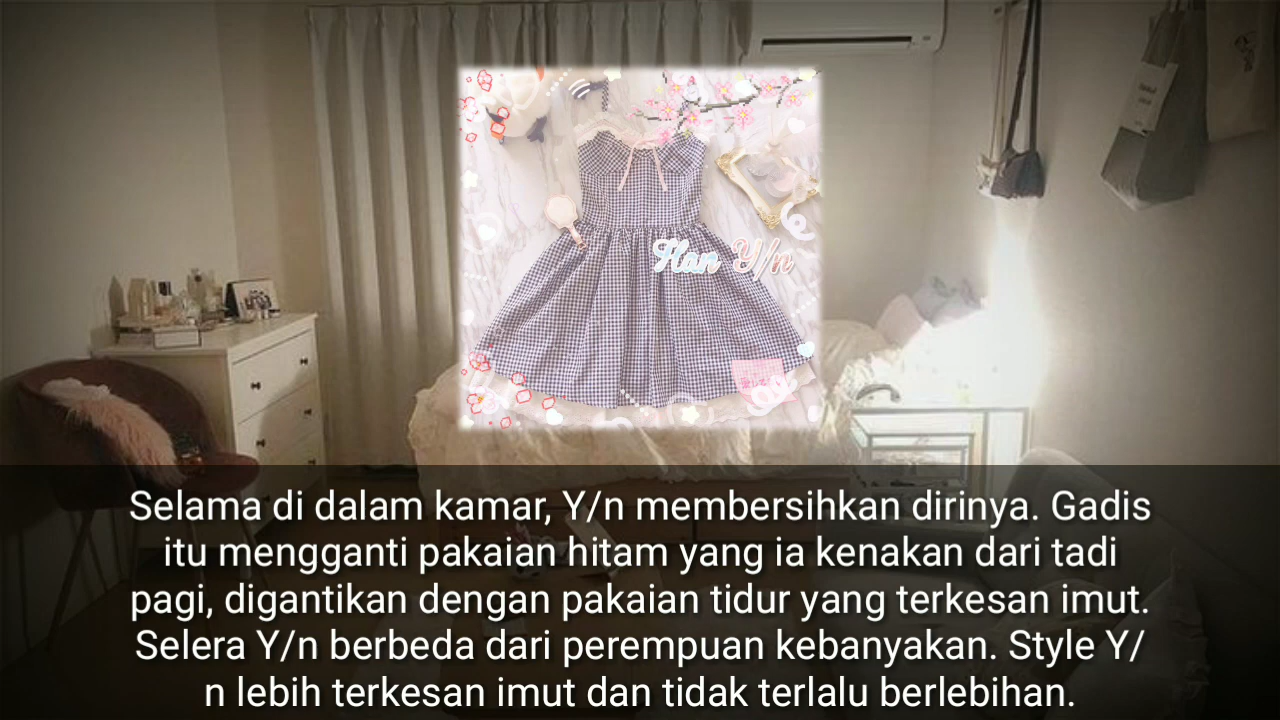 Han Y/n
Selama di dalam kamar, Y/n membersihkan dirinya. Gadis
itu mengganti pakaian hitam yang ia kenakan dari tadi
pagi, digantikan dengan pakaian tidur yang terkesan imut.
Selera Y/n berbeda dari perempuan kebanyakan. Style Y/
n lebih terkesan imut dan tidak terlalu berlebihan.